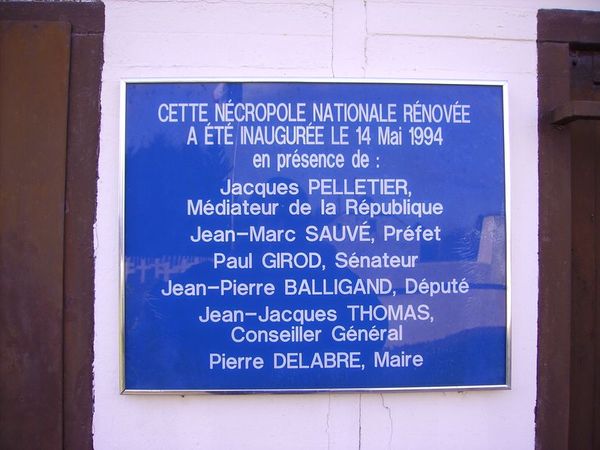 CETTE NÉCROPOLE NATIONALE RÉNOVÉE
A ÉTÉ INAUGURÉE LE 14 Mai 1994
en présence de :
Jacques PELLETIER,
Médiateur de la République
Jean-Marc SAUVÉ, Préfet
Paul GIROD, Sénateur
Jean-Pierre BALLIGAND, Député
Jean-Jacques THOMAS,
Conseiller Général
Pierre DELABRE, Maire